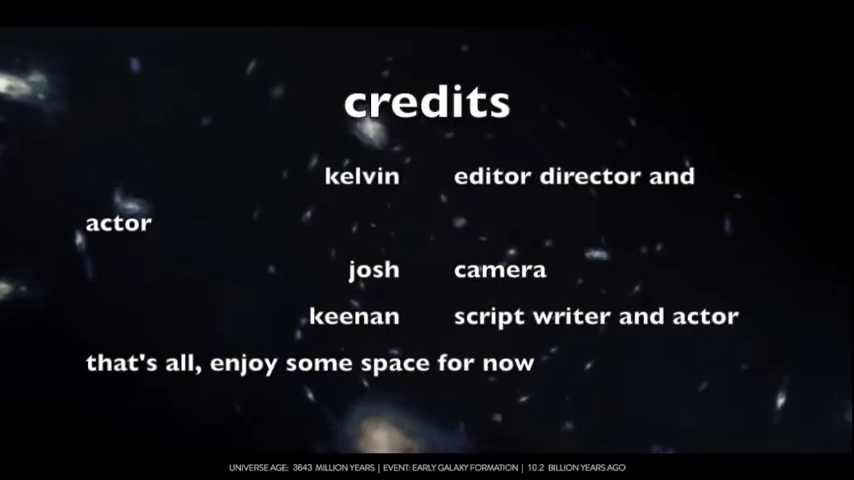 credits
kelvin editor director and
actor
josh camera
keenan script writer and actor
that's all, enjoy some space for now
UNIVERSE AGE: 3643 MILLION YEARS | EVENT: EARLY GALAXY FORMATION | 10.2 BILLION YEARS AGO